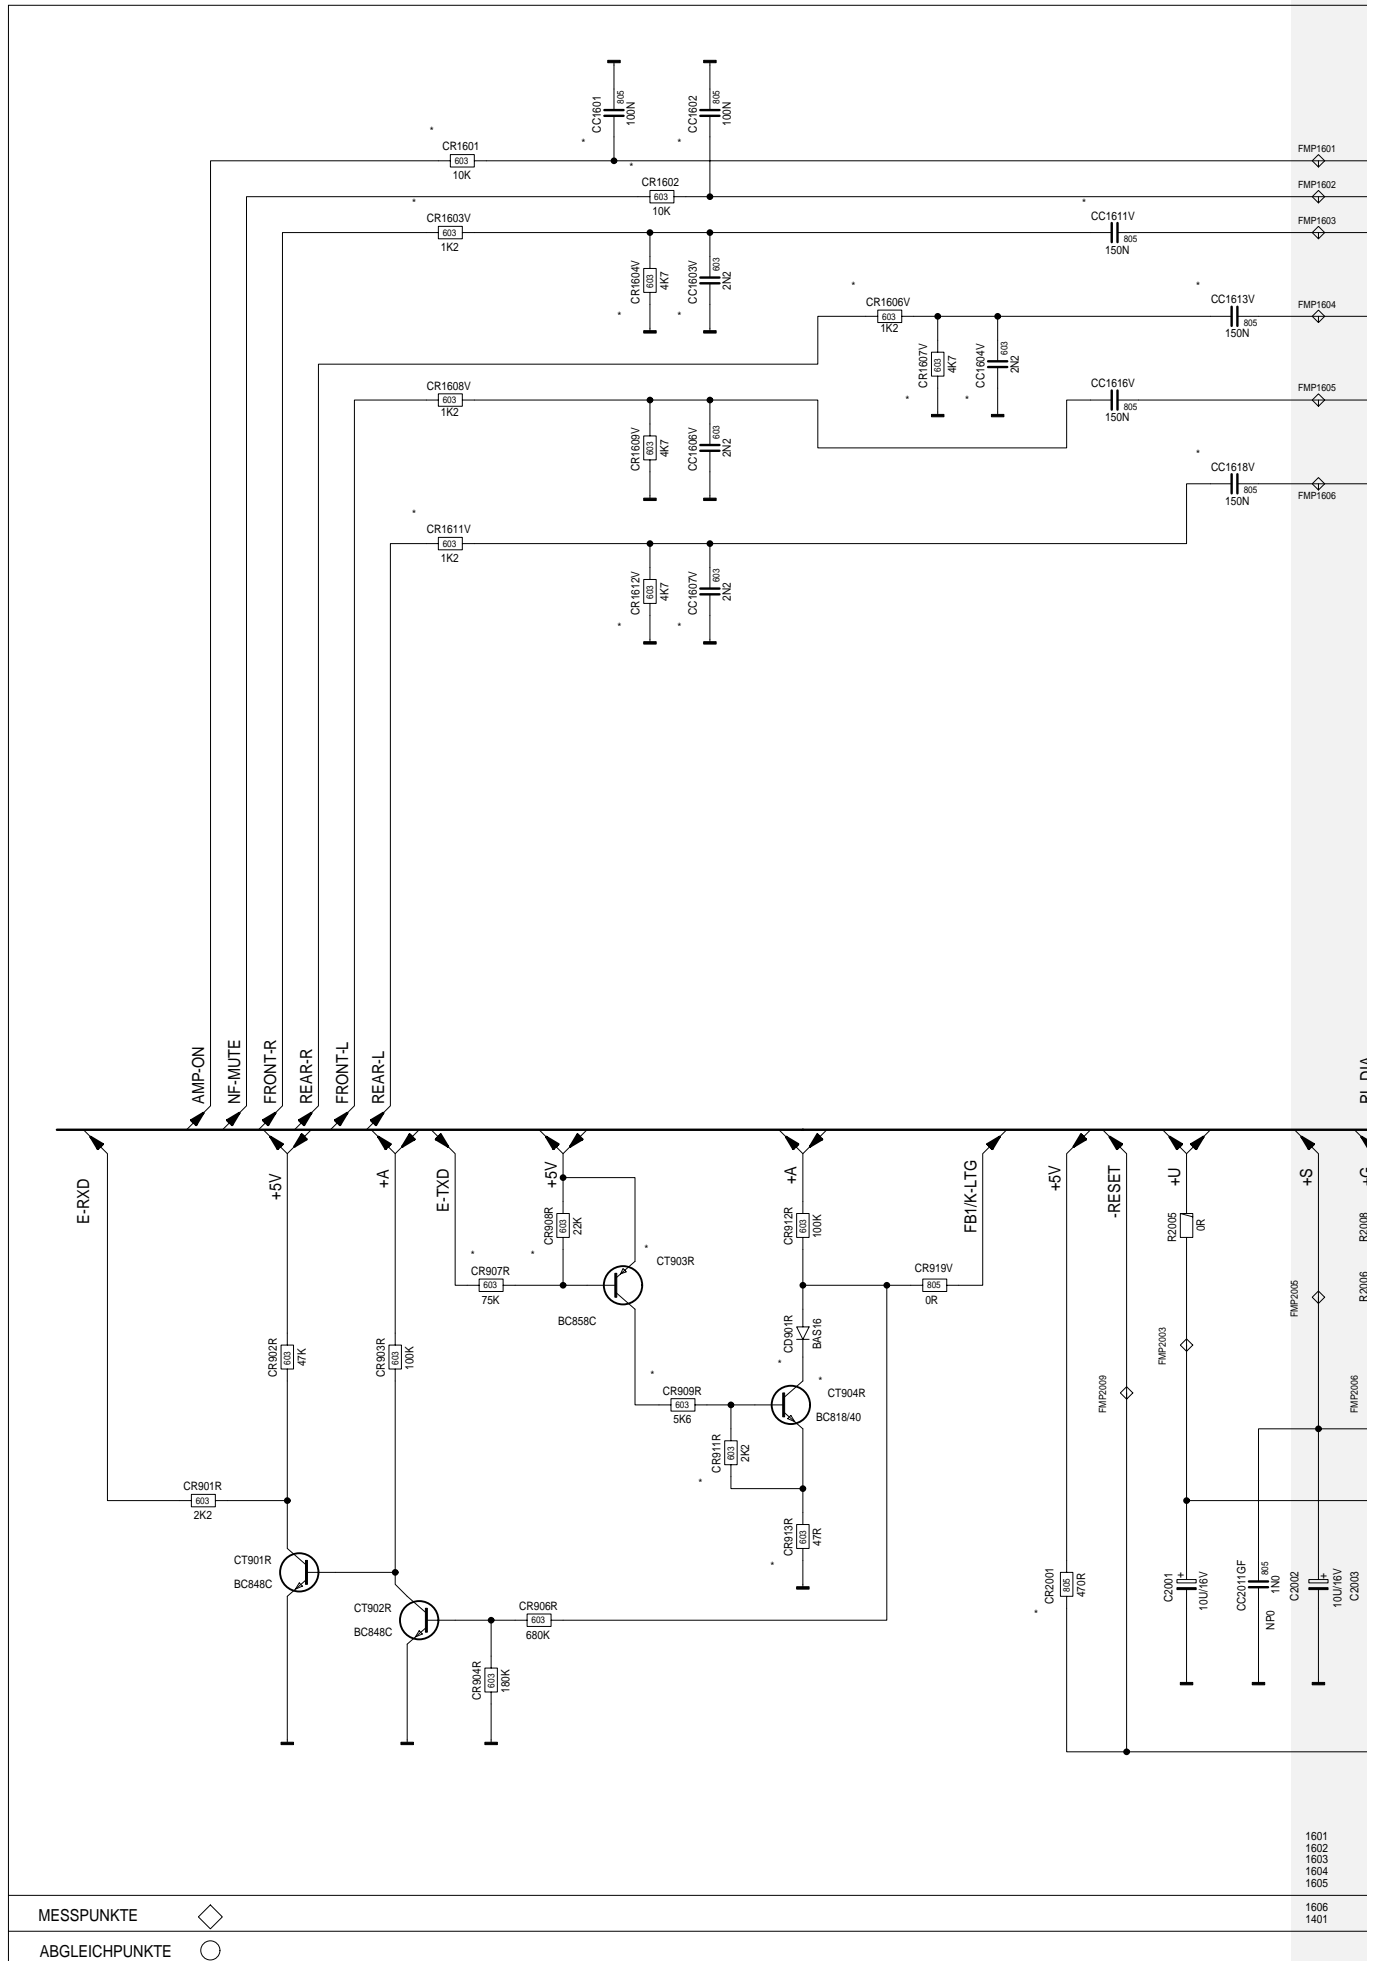 CC1601
805
100N
CC1602
805
100N
*
CR1601
603
10K
*
*
FMP1601
CR1602
603
10K
FMP1602
*
CR1603V
603
1K2
*
CC1611V
805
150N
FMP1603
CR1604V
603
4K7
*
CC1603V
603
2N2
*
*
CR1606V
603
1K2
*
CC1613V
805
150N
FMP1604
CR1607V
603
4K7
*
CC1604V
603
2N2
*
CR1608V
603
1K2
CC1616V
805
150N
FMP1605
CR1609V
603
4K7
CC1606V
603
2N2
*
CC1618V
805
150N
FMP1606
*
CR1611V
603
1K2
CR1612V
603
4K7
*
CC1607V
603
2N2
*
AMP-ON
NF-MUTE
FRONT-R
REAR-R
FRONT-L
REAR-L
E-RXD
+5V
+A
E-TXD
+5V
+A
FB1/K-LTG
+5V
-RESET
+U
+S
CR908R
603
22K
*
CR912R
603
100K
R2005
0R
R2008
*
CR907R
603
75K
*
CT903R
BC858C
CR919V
805
0R
FMP2005
R2006
CD901R
BAS16
*
FMP2003
CR902R
603
47K
CR903R
603
100K
*
CR909R
603
5K6
*
CT904R
BC818/40
FMP2009
FMP2006
CR911R
603
2K2
*
CR901R
603
2K2
CR913R
603
47R
*
CT901R
BC848C
CT902R
BC848C
CR906R
603
680K
CR904R
603
180K
CR2001
805
470R
*
C2001
+
10U/16V
CC2011GF
805
1N0
NP0
C2002
+
10U/16V
C2003
1601
1602
1603
1604
1605
MESSPUNKTE
1606
1401
ABGLEICHPUNKTE